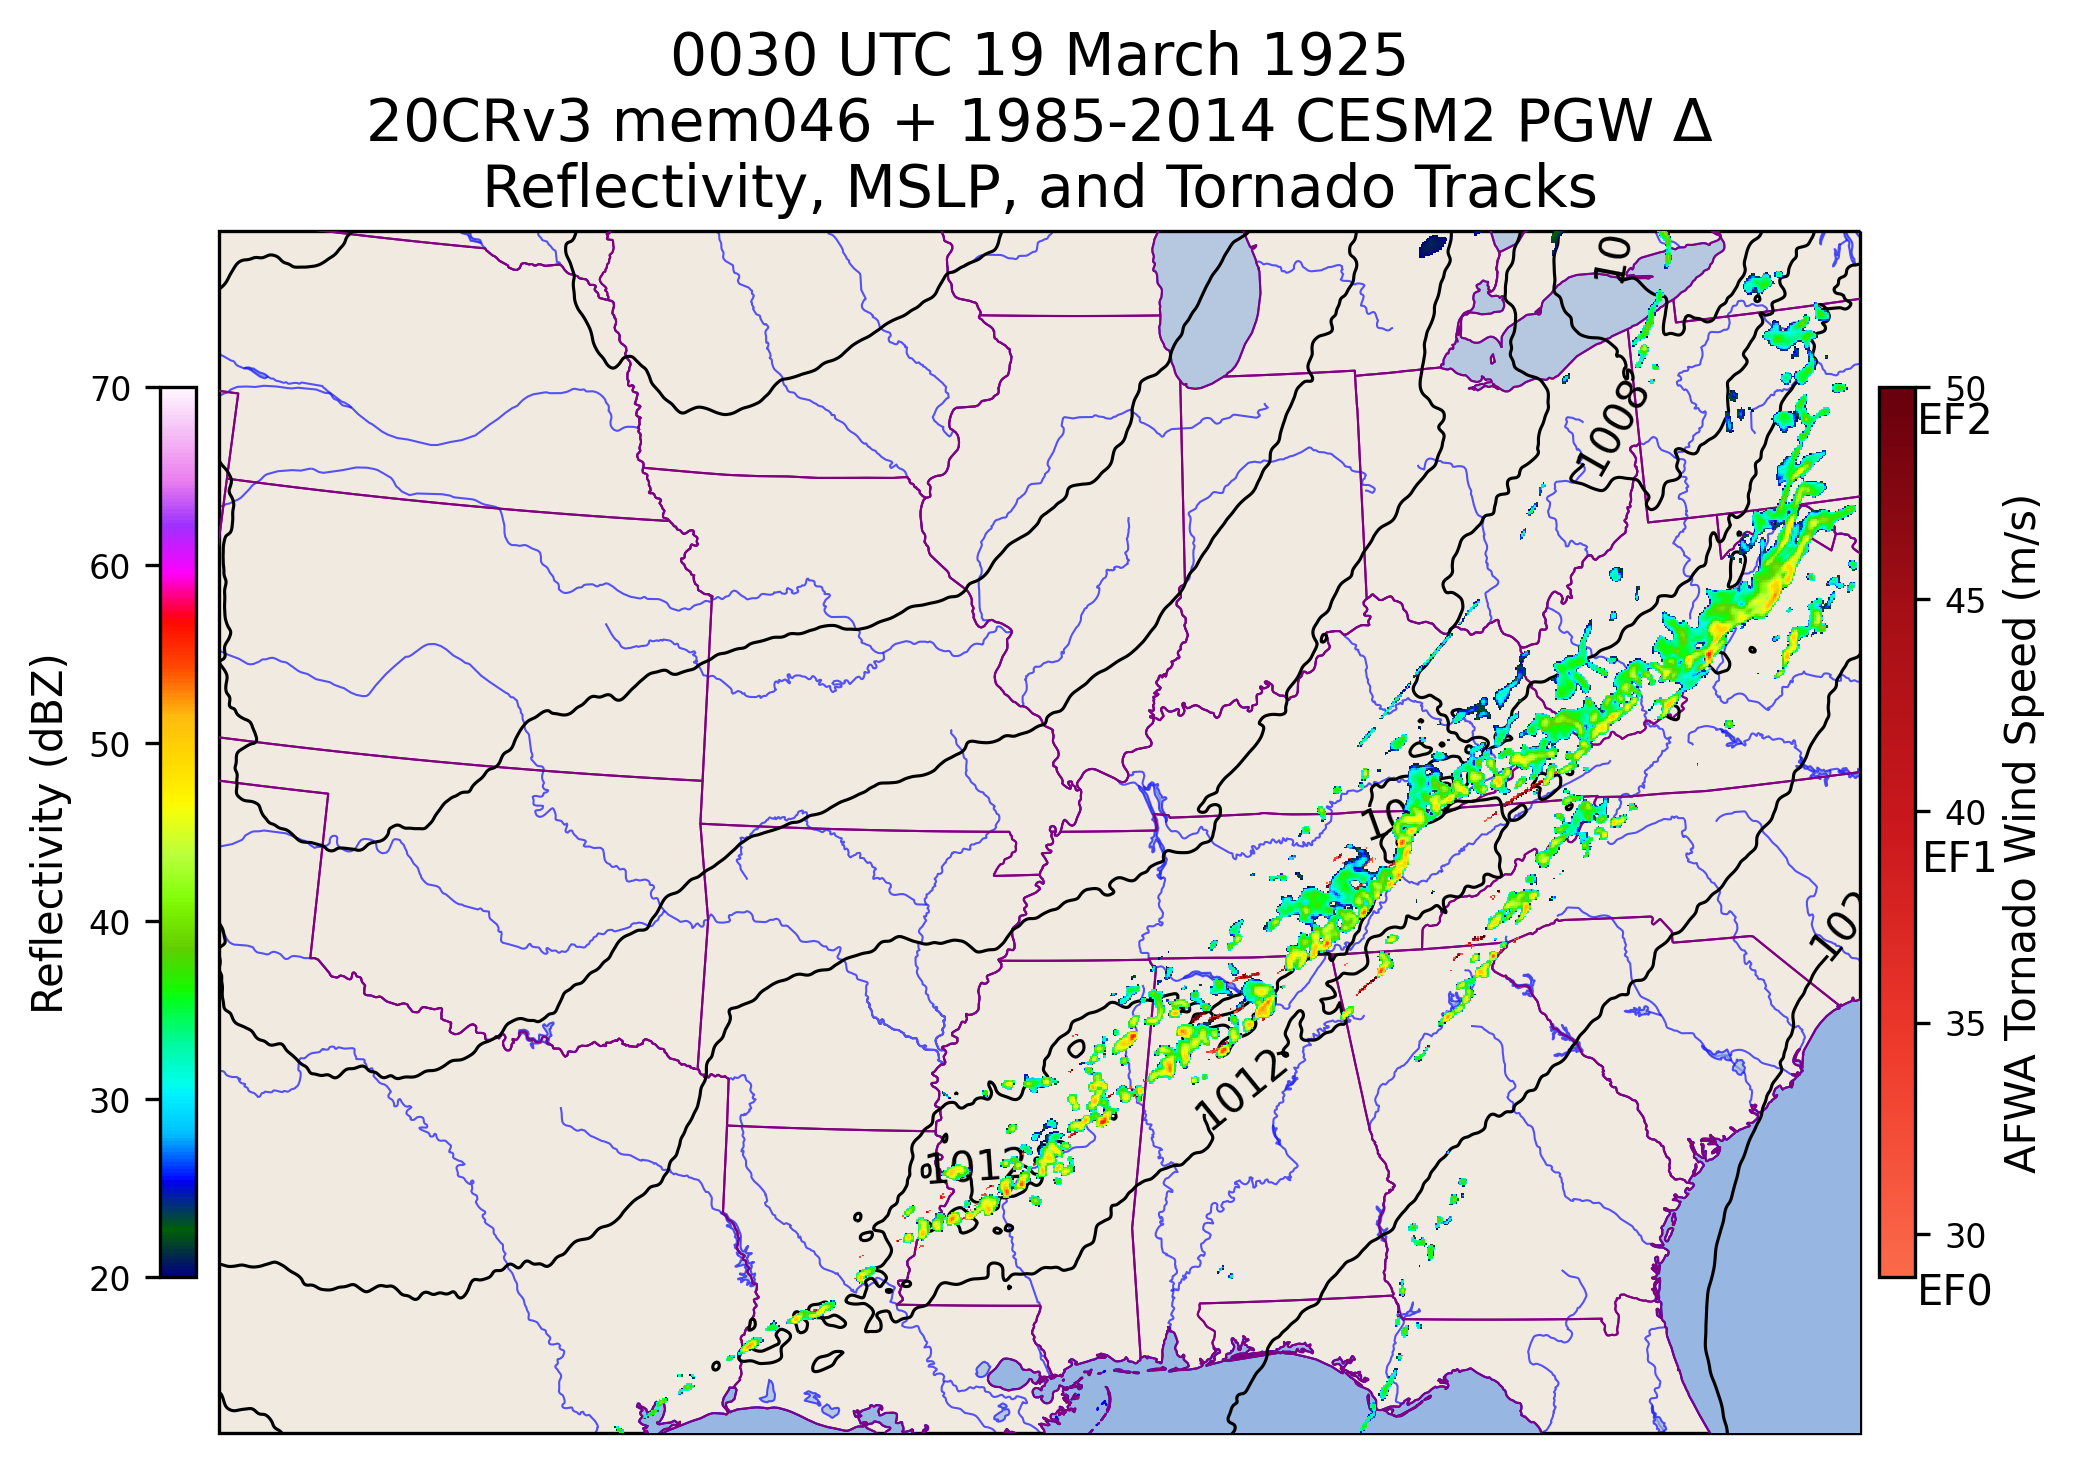 0030 UTC 19 March 1925
20CRv3 mem046 + 1985-2014 CESM2 PGW Δ
Reflectivity, MSLP, and Tornado Tracks
Reflectivity (dBZ)
70
60
50
40
30
20
10
1008
10
102
1012
1012
50
EF2
45
40
EF1
35
30
EF0
AFWA Tornado Wind Speed (m/s)